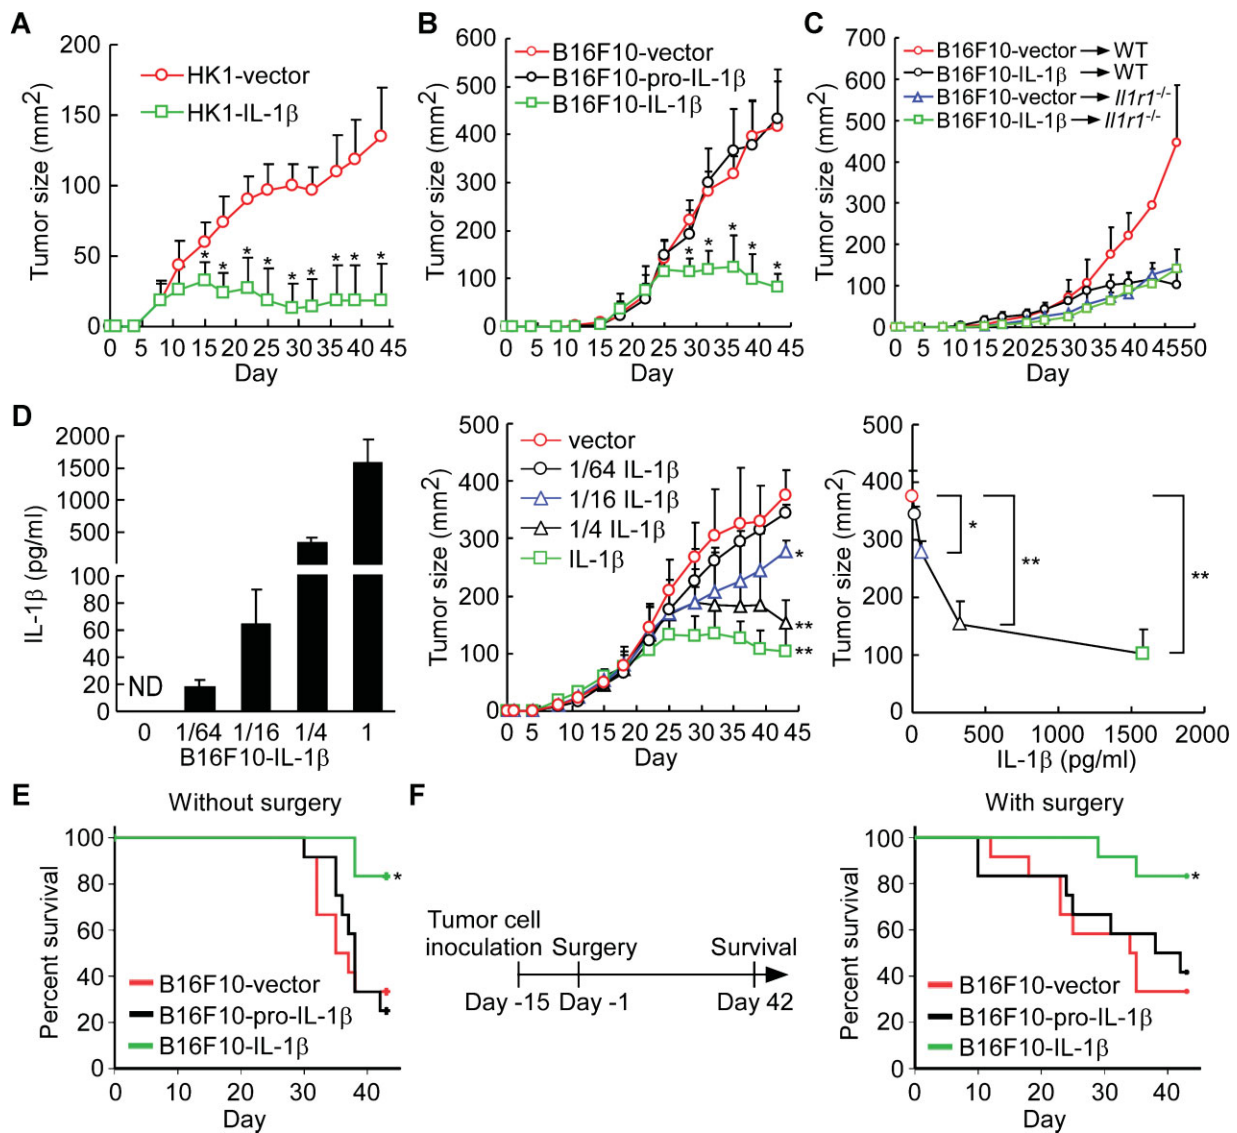 A
Tumor size (mm²)
200
150
100
50
0
HK1-vector
HK1-IL-1β
* * * * * * * * *
0 5 10 15 20 25 30 35 40 45
Day
B
Tumor size (mm²)
600
500
400
300
200
100
0
B16F10-vector
B16F10-pro-IL-1β
B16F10-IL-1β
* * * * *
0 5 10 15 20 25 30 35 40 45
Day
C
Tumor size (mm²)
700
600
500
400
300
200
100
0
B16F10-vector → WT
B16F10-IL-1β → WT
B16F10-vector → Il1r1⁻/⁻
B16F10-IL-1β → Il1r1⁻/⁻
0 5 10 15 20 25 30 35 40 45 50
Day
D
IL-1β (pg/ml)
2000
1500
1000
500
100
80
60
40
20
0
ND
0 1/64 1/16 1/4 1
B16F10-IL-1β
Tumor size (mm²)
500
400
300
200
100
0
vector
1/64 IL-1β
1/16 IL-1β
1/4 IL-1β
IL-1β
*
**
**
0 5 10 15 20 25 30 35 40 45
Day
Tumor size (mm²)
500
400
300
200
100
0
*
**
**
0 500 1000 1500 2000
IL-1β (pg/ml)
E
Without surgery
Percent survival
100
80
60
40
20
0
*
B16F10-vector
B16F10-pro-IL-1β
B16F10-IL-1β
0 10 20 30 40
Day
F
Tumor cell
inoculation
Surgery
Survival
Day -15
Day -1
Day 42
With surgery
Percent survival
100
80
60
40
20
0
*
B16F10-vector
B16F10-pro-IL-1β
B16F10-IL-1β
0 10 20 30 40
Day